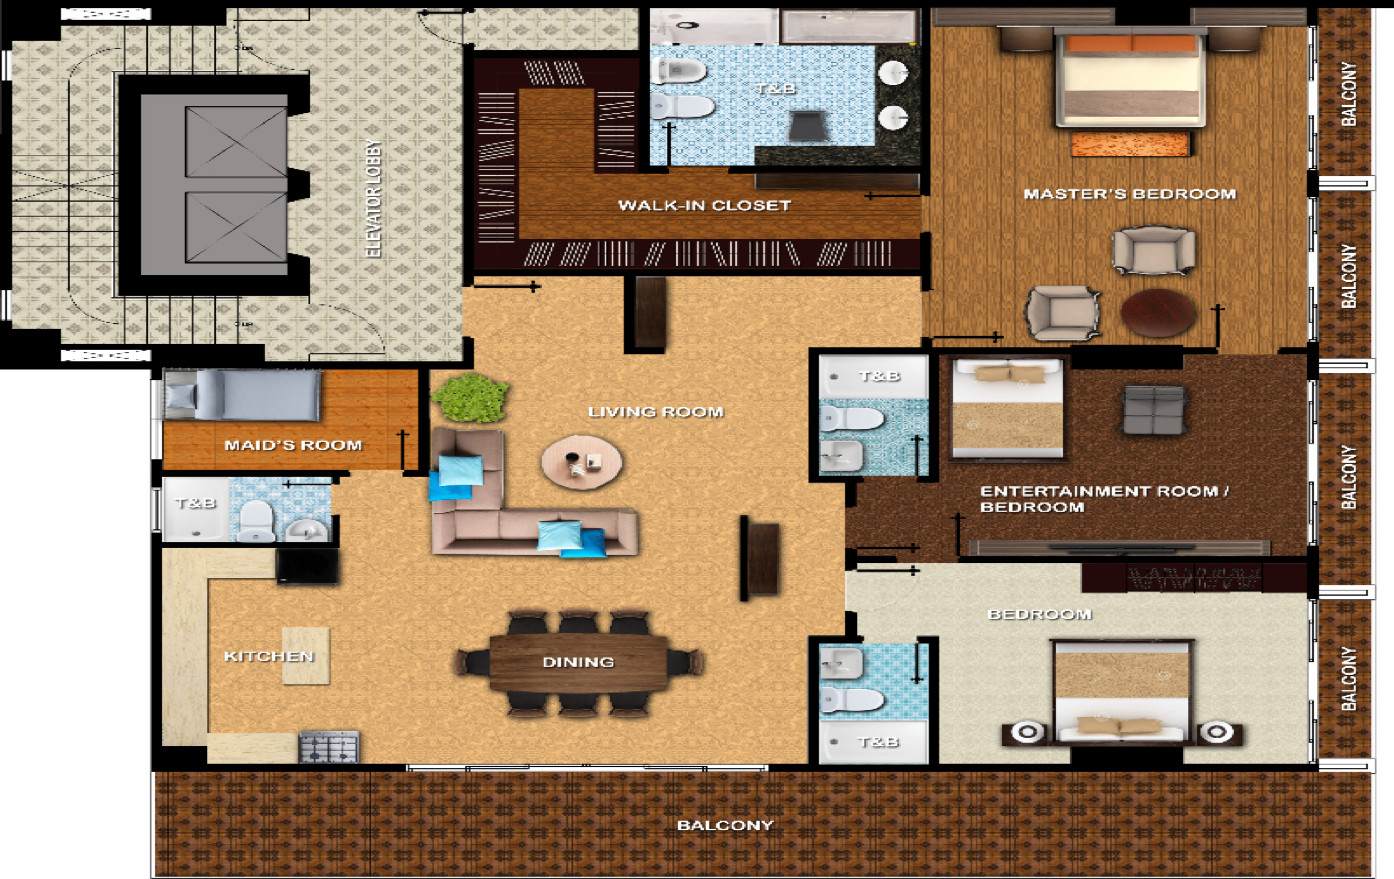 BALCONY
T&B
ELEVATOR LOBBY
MASTER'S BEDROOM
WALK-IN CLOSET
BALCONY
T&B
LIVING ROOM
MAID'S ROOM
BALCONY
ENTERTAINMENT ROOM /
BEDROOM
T&B
BEDROOM
KITCHEN
DINING
BALCONY
T&B
BALCONY